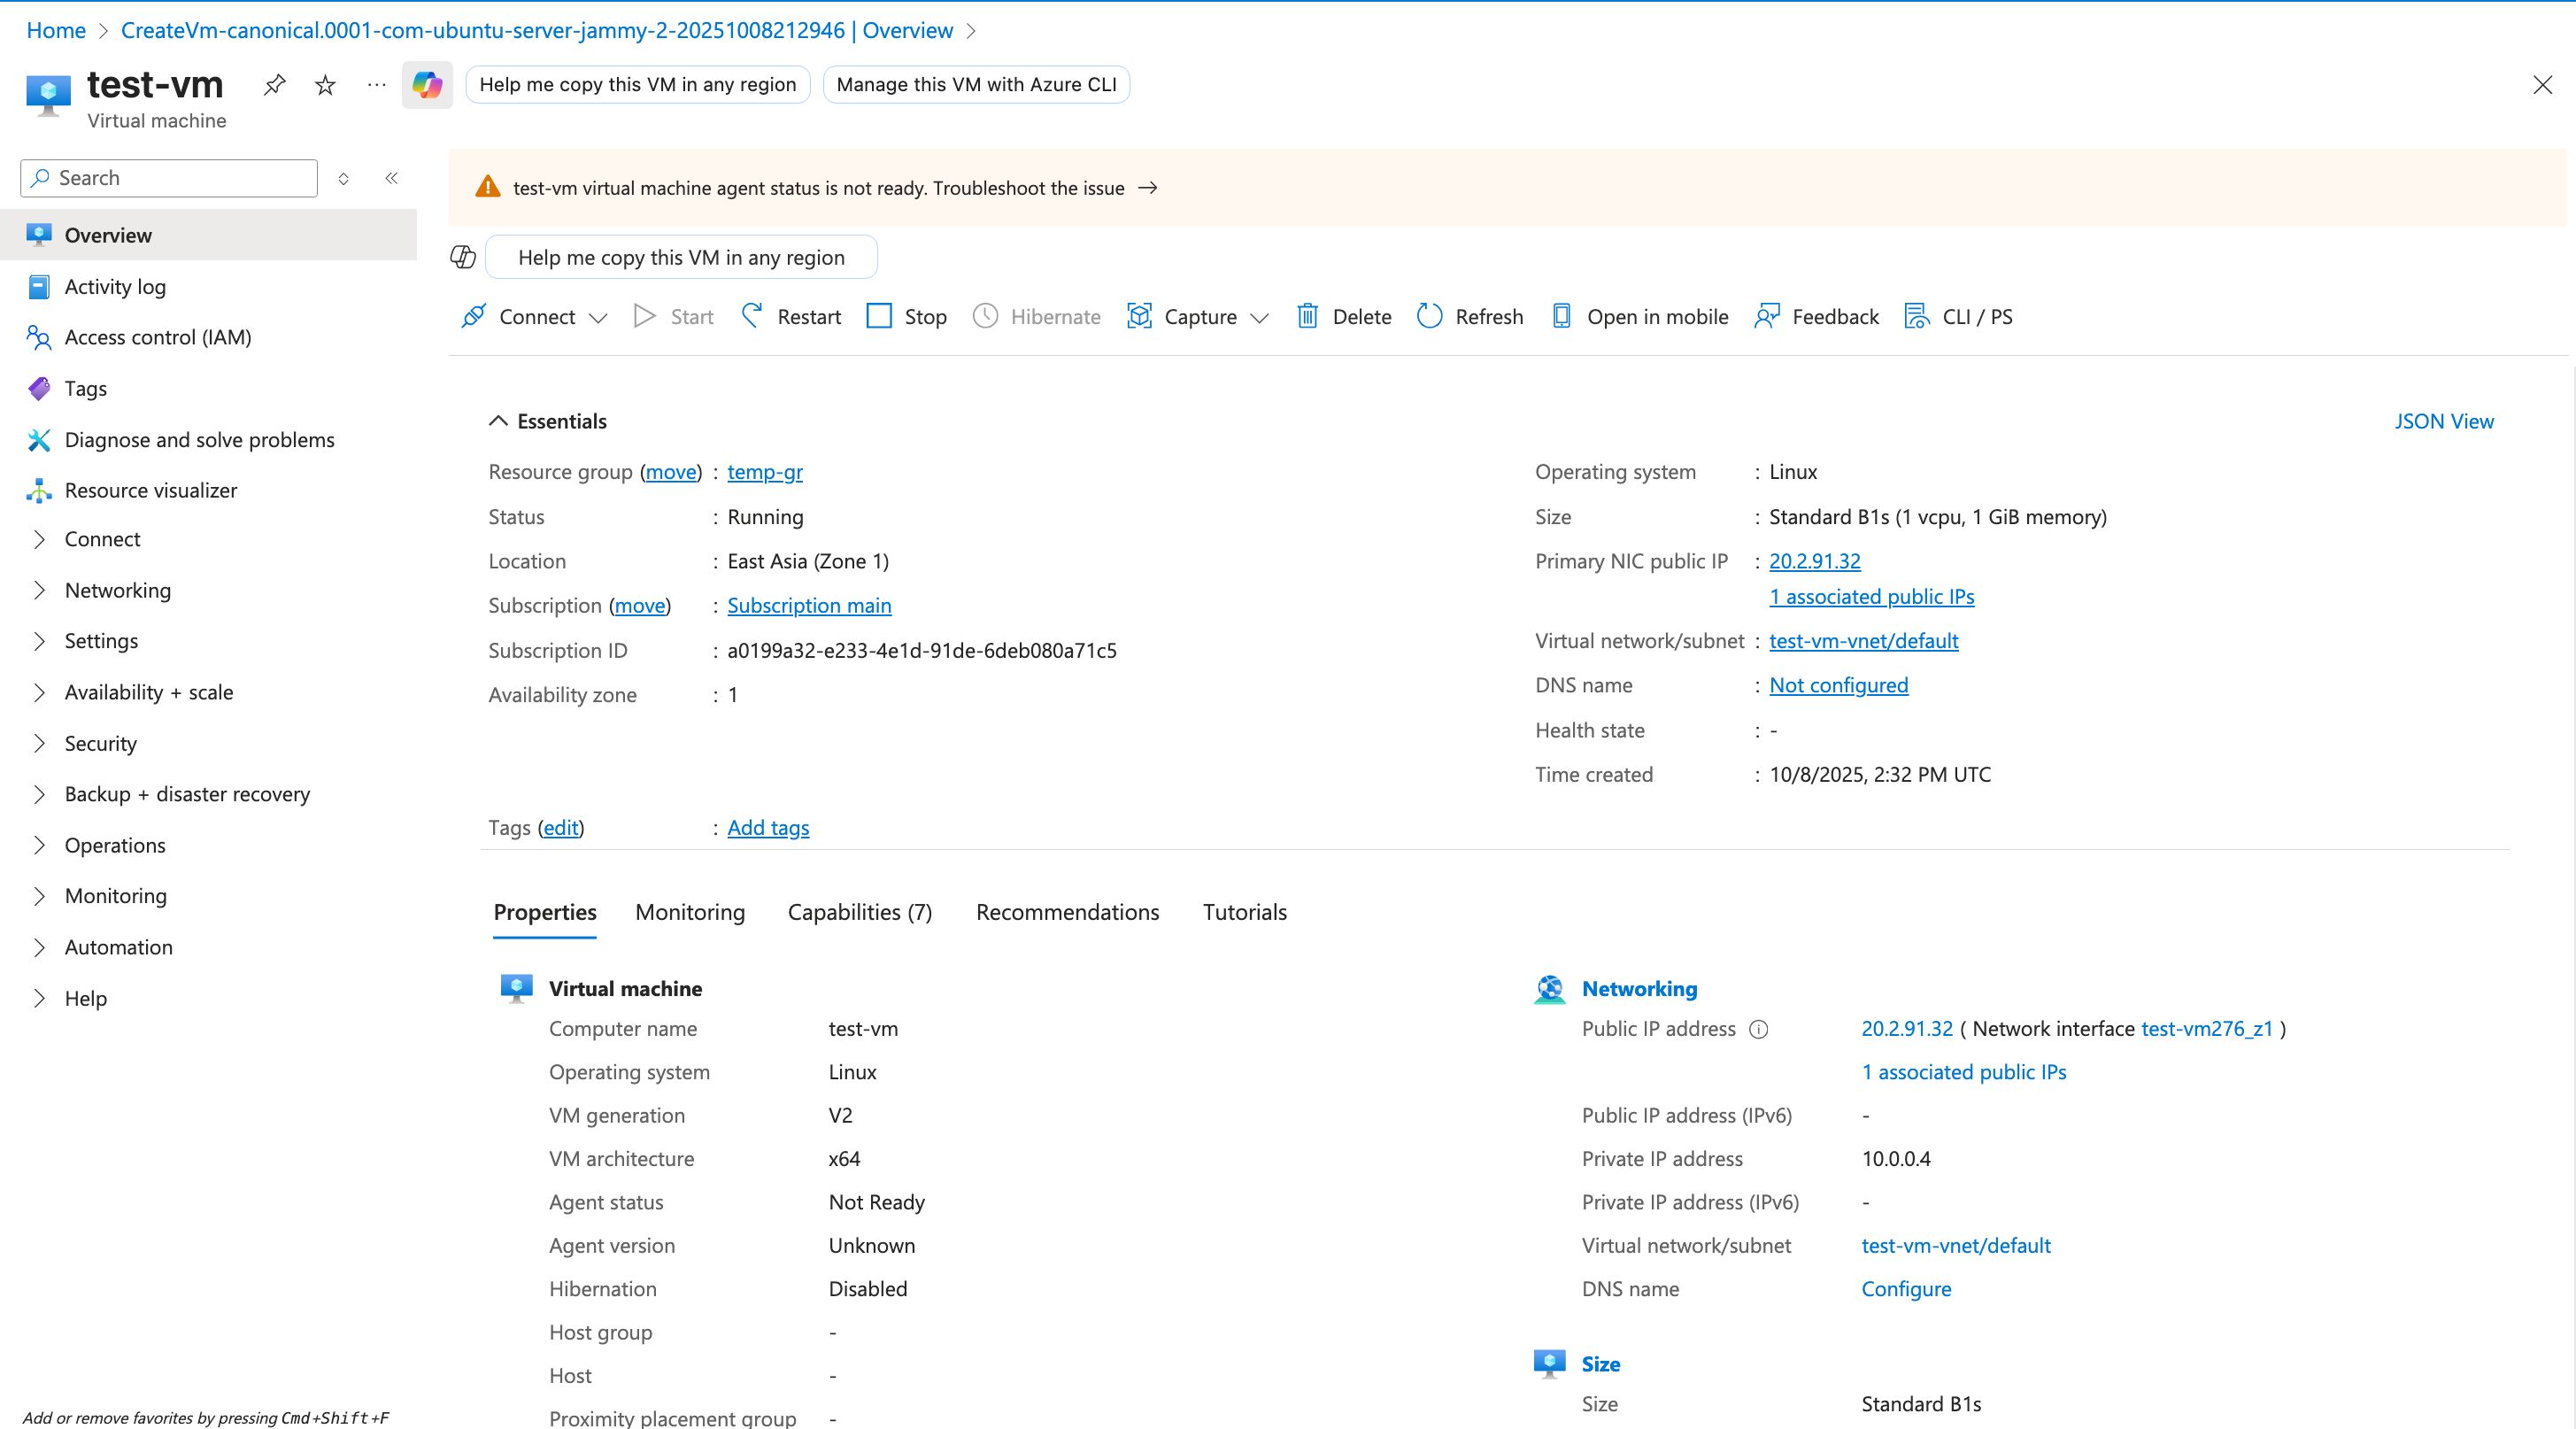 Home > CreateVm-canonical.0001-com-ubuntu-server-jammy-2-20251008212946 | Overview >
test-vm
Virtual machine
Help me copy this VM in any region
Manage this VM with Azure CLI
Search
Overview
Activity log
Access control (IAM)
Tags
Diagnose and solve problems
Resource visualizer
Connect
Networking
Settings
Availability + scale
Security
Backup + disaster recovery
Operations
Monitoring
Automation
Help
Add or remove favorites by pressing Cmd+Shift+F
test-vm virtual machine agent status is not ready. Troubleshoot the issue →
Help me copy this VM in any region
Connect Start Restart Stop Hibernate Capture Delete Refresh Open in mobile Feedback CLI / PS
Essentials
JSON View
Resource group (move) : temp-gr
Status : Running
Location : East Asia (Zone 1)
Subscription (move) : Subscription main
Subscription ID : a0199a32-e233-4e1d-91de-6deb080a71c5
Availability zone : 1
Operating system : Linux
Size : Standard B1s (1 vcpu, 1 GiB memory)
Primary NIC public IP : 20.2.91.32
1 associated public IPs
Virtual network/subnet : test-vm-vnet/default
DNS name : Not configured
Health state : -
Time created : 10/8/2025, 2:32 PM UTC
Tags (edit) : Add tags
Properties Monitoring Capabilities (7) Recommendations Tutorials
Virtual machine
Computer name test-vm
Operating system Linux
VM generation V2
VM architecture x64
Agent status Not Ready
Agent version Unknown
Hibernation Disabled
Host group -
Host -
Proximity placement group -
Networking
Public IP address 20.2.91.32 ( Network interface test-vm276_z1 )
1 associated public IPs
Public IP address (IPv6) -
Private IP address 10.0.0.4
Private IP address (IPv6) -
Virtual network/subnet test-vm-vnet/default
DNS name Configure
Size
Size Standard B1s